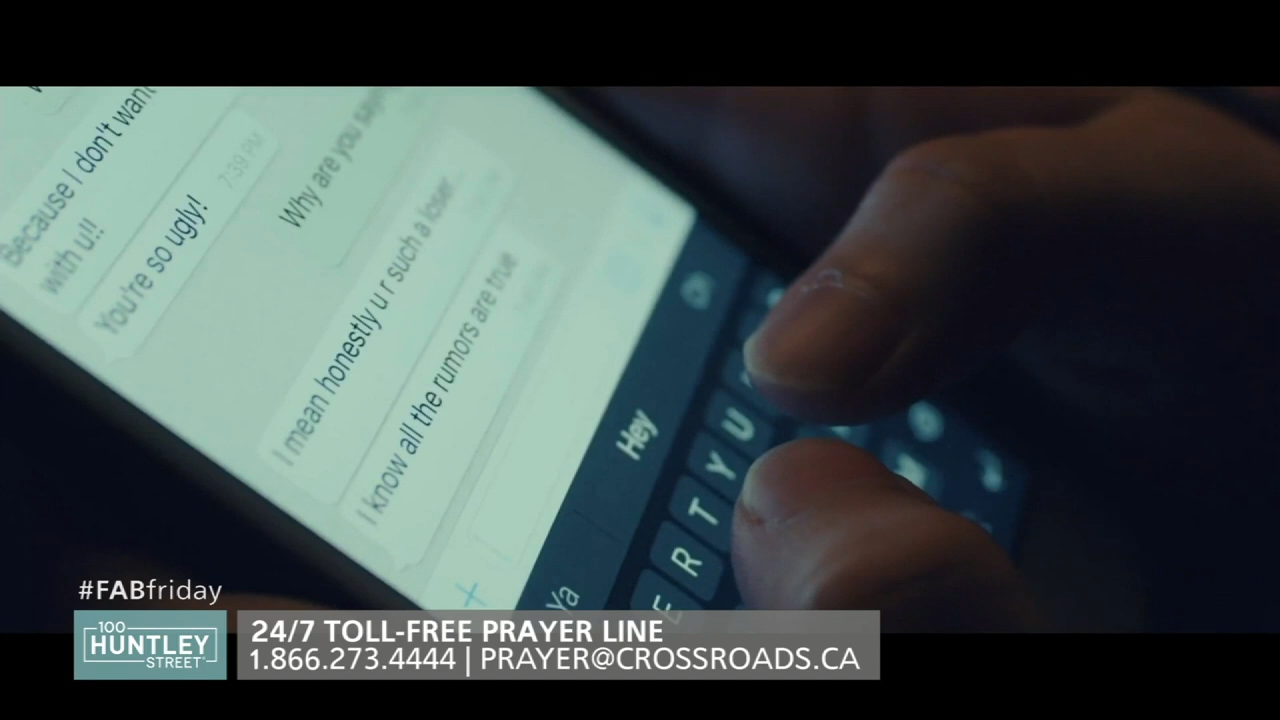 Because I don't want
with u!!
You're so ugly!
7:39 PM
Why are you say
I mean honestly u r such a loser
I know all the rumors are true
Hey
Ya
U
Y
T
R
E
#FABfriday
100
HUNTLEY
STREET
24/7 TOLL-FREE PRAYER LINE
1.866.273.4444 | PRAYER@CROSSROADS.CA